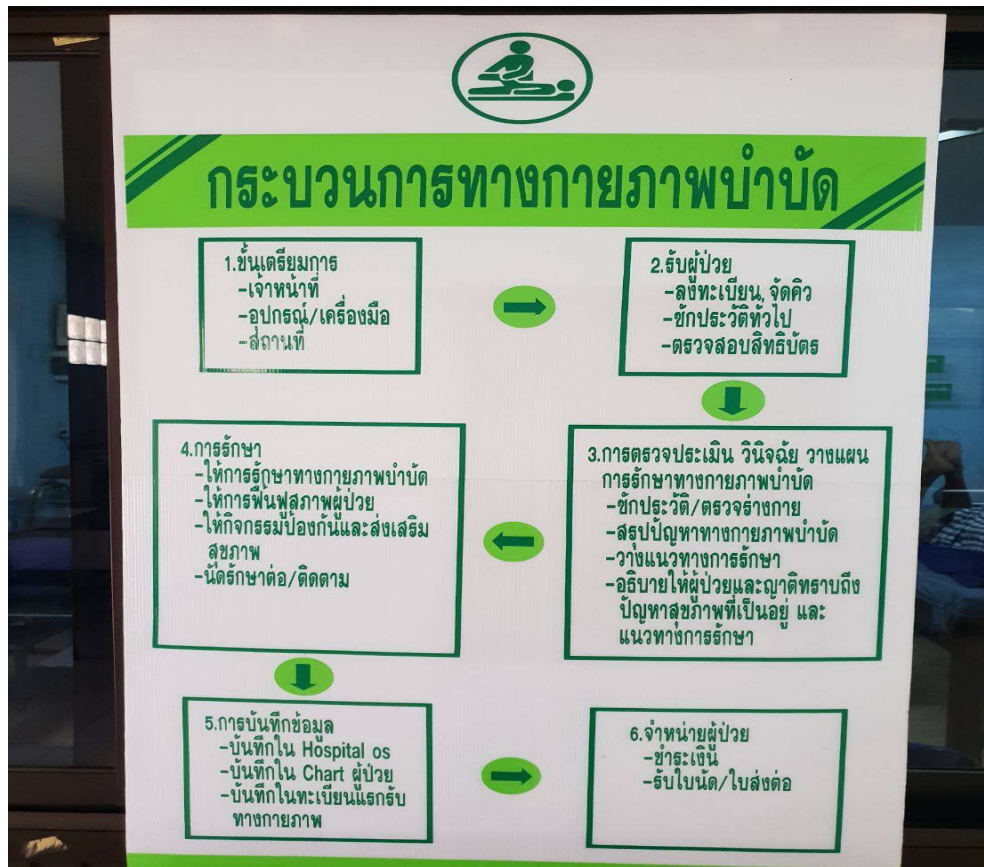 กระบวนการทางกายภาพบำบัด
1.ขั้นเตรียมการ
-เจ้าหน้าที่
-อุปกรณ์/เครื่องมือ
-สถานที่
2.รับผู้ป่วย
-ลงทะเบียน, จัดคิว
-ซักประวัติทั่วไป
-ตรวจสอบสิทธิบัตร
3.การตรวจประเมิน วินิจฉัย วางแผน
การรักษาทางกายภาพบำบัด
-ซักประวัติ/ตรวจร่างกาย
-สรุปปัญหาทางกายภาพบำบัด
-วางแนวทางการรักษา
-อธิบายให้ผู้ป่วยและญาติทราบถึง
ปัญหาสุขภาพที่เป็นอยู่ และ
แนวทางการรักษา
4.การรักษา
-ให้การรักษาทางกายภาพบำบัด
-ให้การฟื้นฟูสภาพผู้ป่วย
-ให้กิจกรรมป้องกันและส่งเสริม
สุขภาพ
-นัดรักษาต่อ/ติดตาม
5.การบันทึกข้อมูล
-บันทึกใน Hospital os
-บันทึกใน Chart ผู้ป่วย
-บันทึกในทะเบียนแรกรับ
ทางกายภาพ
6.จำหน่ายผู้ป่วย
-ชำระเงิน
-รับใบนัด/ใบส่งต่อ